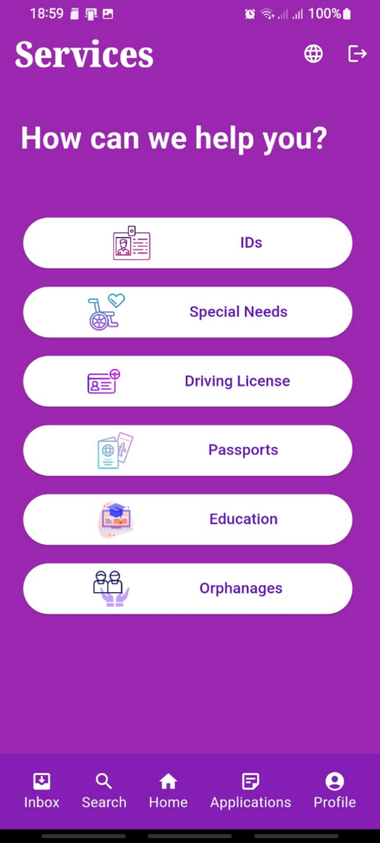 18:59 100%
Services
How can we help you?
IDs
Special Needs
Driving License
Passports
Education
Orphanages
Inbox Search Home Applications Profile